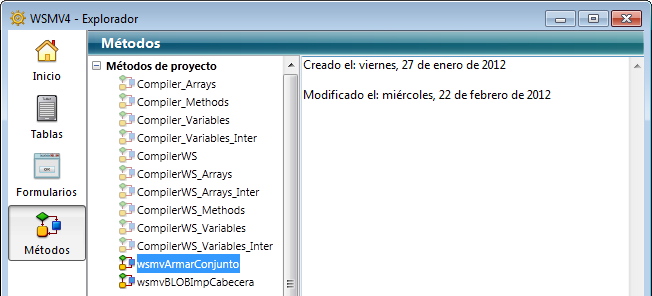 WSMV4 - Explorador
Inicio
Tablas
Formularios
Métodos
Métodos
Métodos de proyecto
Compiler_Arrays
Compiler_Methods
Compiler_Variables
Compiler_Variables_Inter
CompilerWS
CompilerWS_Arrays
CompilerWS_Arrays_Inter
CompilerWS_Methods
CompilerWS_Variables
CompilerWS_Variables_Inter
wsmvArmarConjunto
wsmvBLOBImpCabecera
Creado el: viernes, 27 de enero de 2012
Modificado el: miércoles, 22 de febrero de 2012